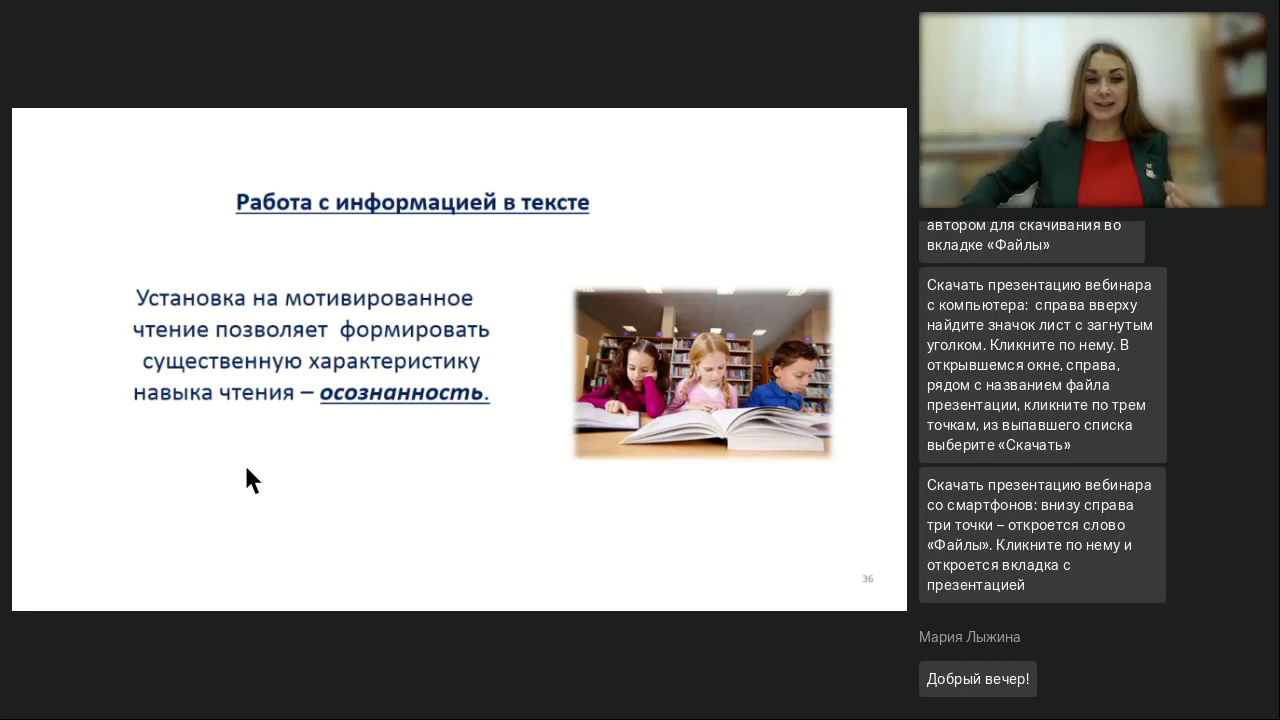 Работа с информацией в тексте
Установка на мотивированное
чтение позволяет формировать
существенную характеристику
навыка чтения – осознанность.
36
автором для скачивания во
вкладке «Файлы»
Скачать презентацию вебинара
с компьютера: справа вверху
найдите значок лист с загнутым
уголком. Кликните по нему. В
открывшемся окне, справа,
рядом с названием файла
презентации, кликните по трем
точкам, из выпавшего списка
выберите «Скачать»
Скачать презентацию вебинара
со смартфонов: внизу справа
три точки – откроется слово
«Файлы». Кликните по нему и
откроется вкладка с
презентацией
Мария Лыжина
Добрый вечер!